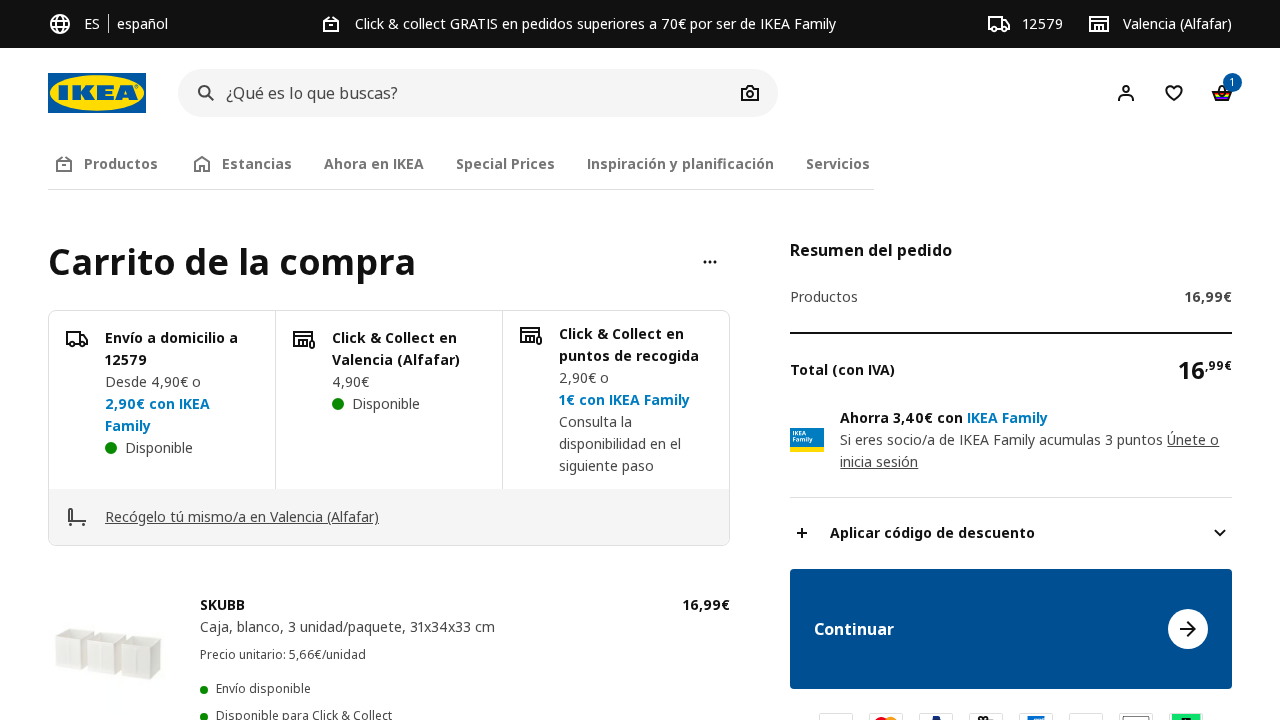 ES
español
Click & collect GRATIS en pedidos superiores a 70€ por ser de IKEA Family
12579
Valencia (Alfafar)
IKEA
¿Qué es lo que buscas?
1
Productos
Estancias
Ahora en IKEA
Special Prices
Inspiración y planificación
Servicios
Carrito de la compra
Envío a domicilio a
12579
Desde 4,90€ o
2,90€ con IKEA
Family
Disponible
Click & Collect en
Valencia (Alfafar)
4,90€
Disponible
Click & Collect en
puntos de recogida
2,90€ o
1€ con IKEA Family
Consulta la
disponibilidad en el
siguiente paso
Recógelo tú mismo/a en Valencia (Alfafar)
SKUBB
16,99€
Caja, blanco, 3 unidad/paquete, 31x34x33 cm
Precio unitario: 5,66€/unidad
Envío disponible
Disponible para Click & Collect
Resumen del pedido
Productos
16,99€
Total (con IVA)
16,99€
IKEA
Family
Ahorra 3,40€ con IKEA Family
Si eres socio/a de IKEA Family acumulas 3 puntos Únete o
inicia sesión
Aplicar código de descuento
Continuar